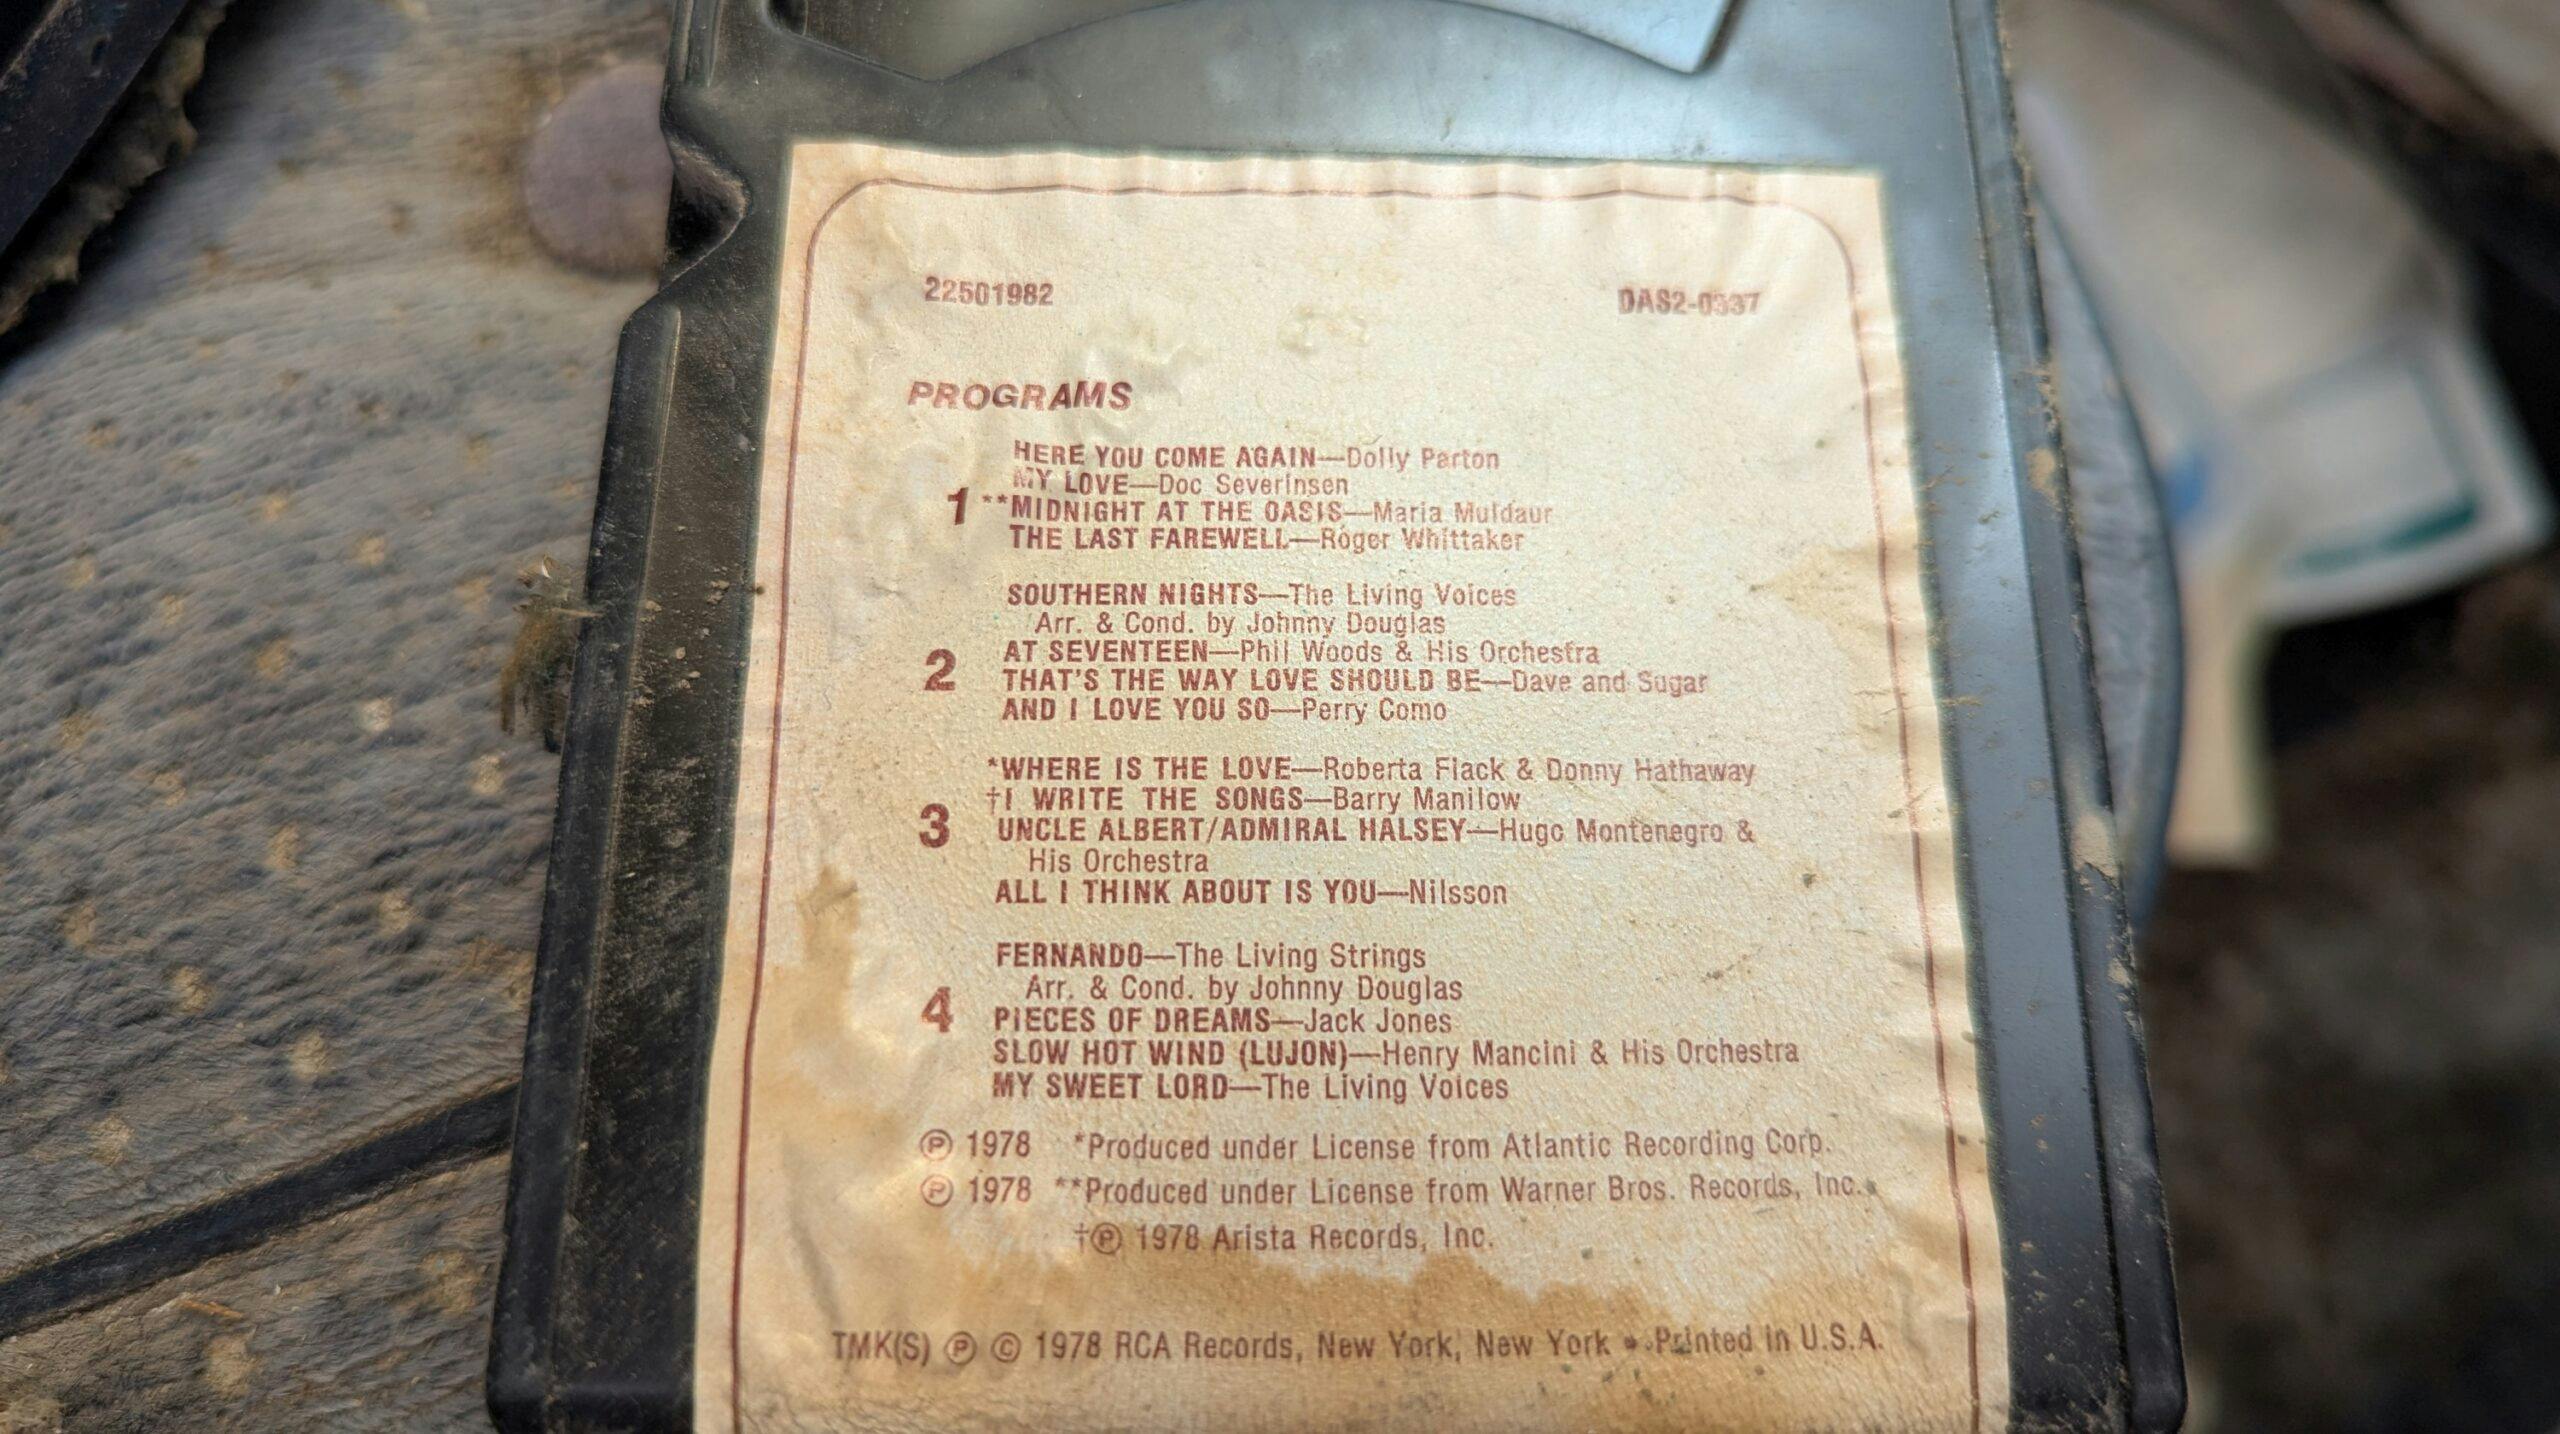 22501982 DAS2-0337
PROGRAMS
HERE YOU COME AGAIN—Dolly Parton
MY LOVE—Doc Severinsen
1 **MIDNIGHT AT THE OASIS—Maria Muldaur
THE LAST FAREWELL—Roger Whittaker
SOUTHERN NIGHTS—The Living Voices
Arr. & Cond. by Johnny Douglas
AT SEVENTEEN—Phil Woods & His Orchestra
2 THAT'S THE WAY LOVE SHOULD BE—Dave and Sugar
AND I LOVE YOU SO—Perry Como
*WHERE IS THE LOVE—Roberta Flack & Donny Hathaway
†I WRITE THE SONGS—Barry Manilow
3 UNCLE ALBERT/ADMIRAL HALSEY—Hugo Montenegro &
His Orchestra
ALL I THINK ABOUT IS YOU—Nilsson
FERNANDO—The Living Strings
Arr. & Cond. by Johnny Douglas
4 PIECES OF DREAMS—Jack Jones
SLOW HOT WIND (LUJON)—Henry Mancini & His Orchestra
MY SWEET LORD—The Living Voices
Ⓟ 1978 *Produced under License from Atlantic Recording Corp.
Ⓟ 1978 **Produced under License from Warner Bros. Records, Inc.
†Ⓟ 1978 Arista Records, Inc.
TMK(S) Ⓟ © 1978 RCA Records, New York, New York • Printed in U.S.A.